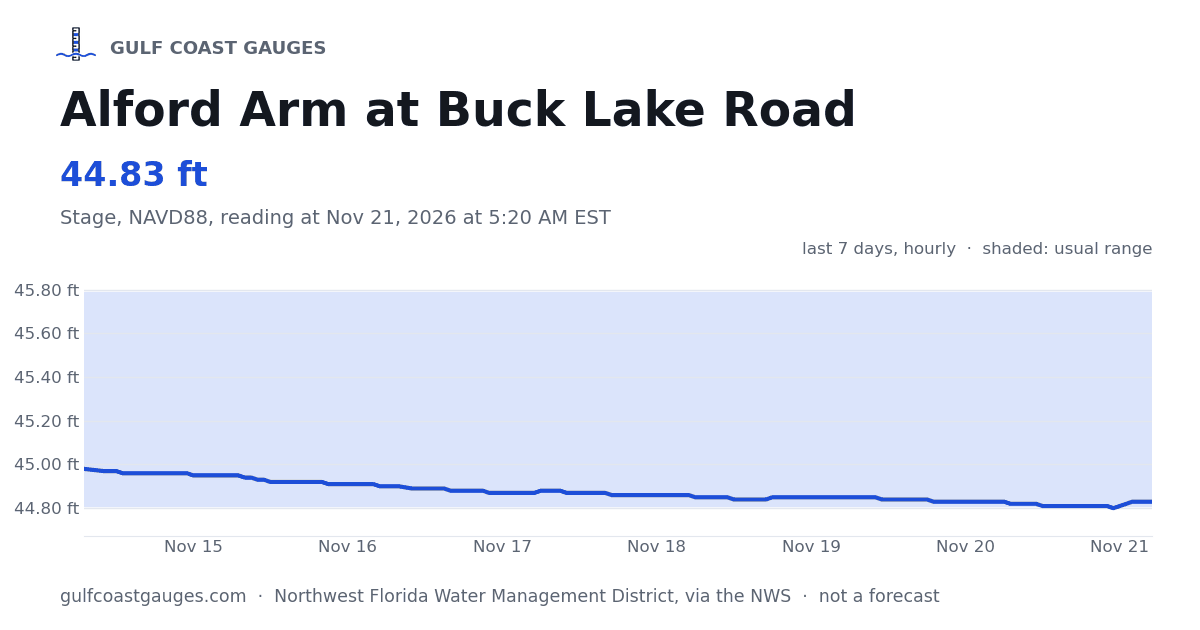 GULF COAST GAUGES
Alford Arm at Buck Lake Road
44.83 ft
Stage, NAVD88, reading at Nov 21, 2026 at 5:20 AM EST
last 7 days, hourly · shaded: usual range
45.80 ft
45.60 ft
45.40 ft
45.20 ft
45.00 ft
44.80 ft
Nov 15 Nov 16 Nov 17 Nov 18 Nov 19 Nov 20 Nov 21
gulfcoastgauges.com · Northwest Florida Water Management District, via the NWS · not a forecast